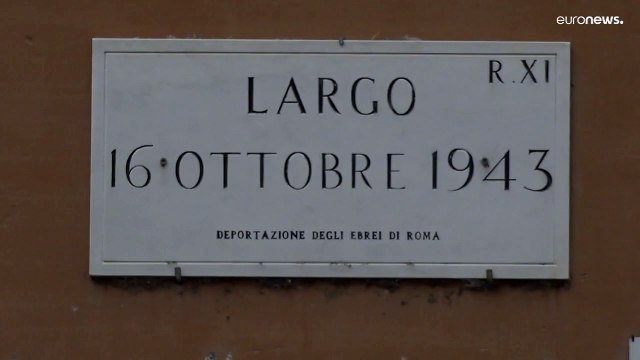 euronews.
R.XI
LARGO
16 OTTOBRE 1943
DEPORTAZIONE DEGLI EBREI DI ROMA